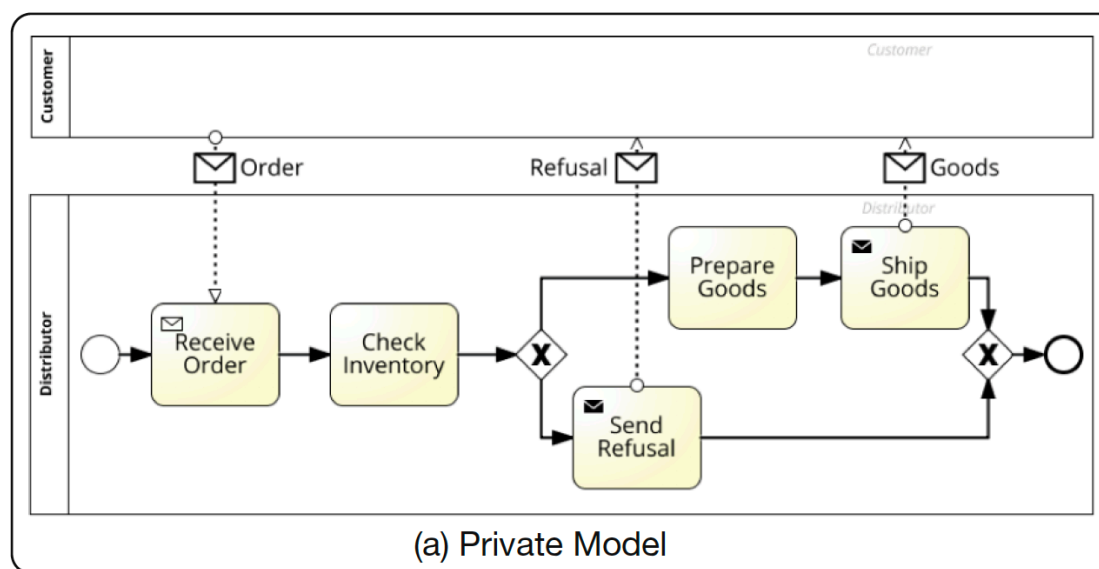 Customer
Customer
Order
Refusal
Goods
Distributor
Distributor
Receive
Order
Check
Inventory
Prepare
Goods
Ship
Goods
X
X
Send
Refusal
(a) Private Model